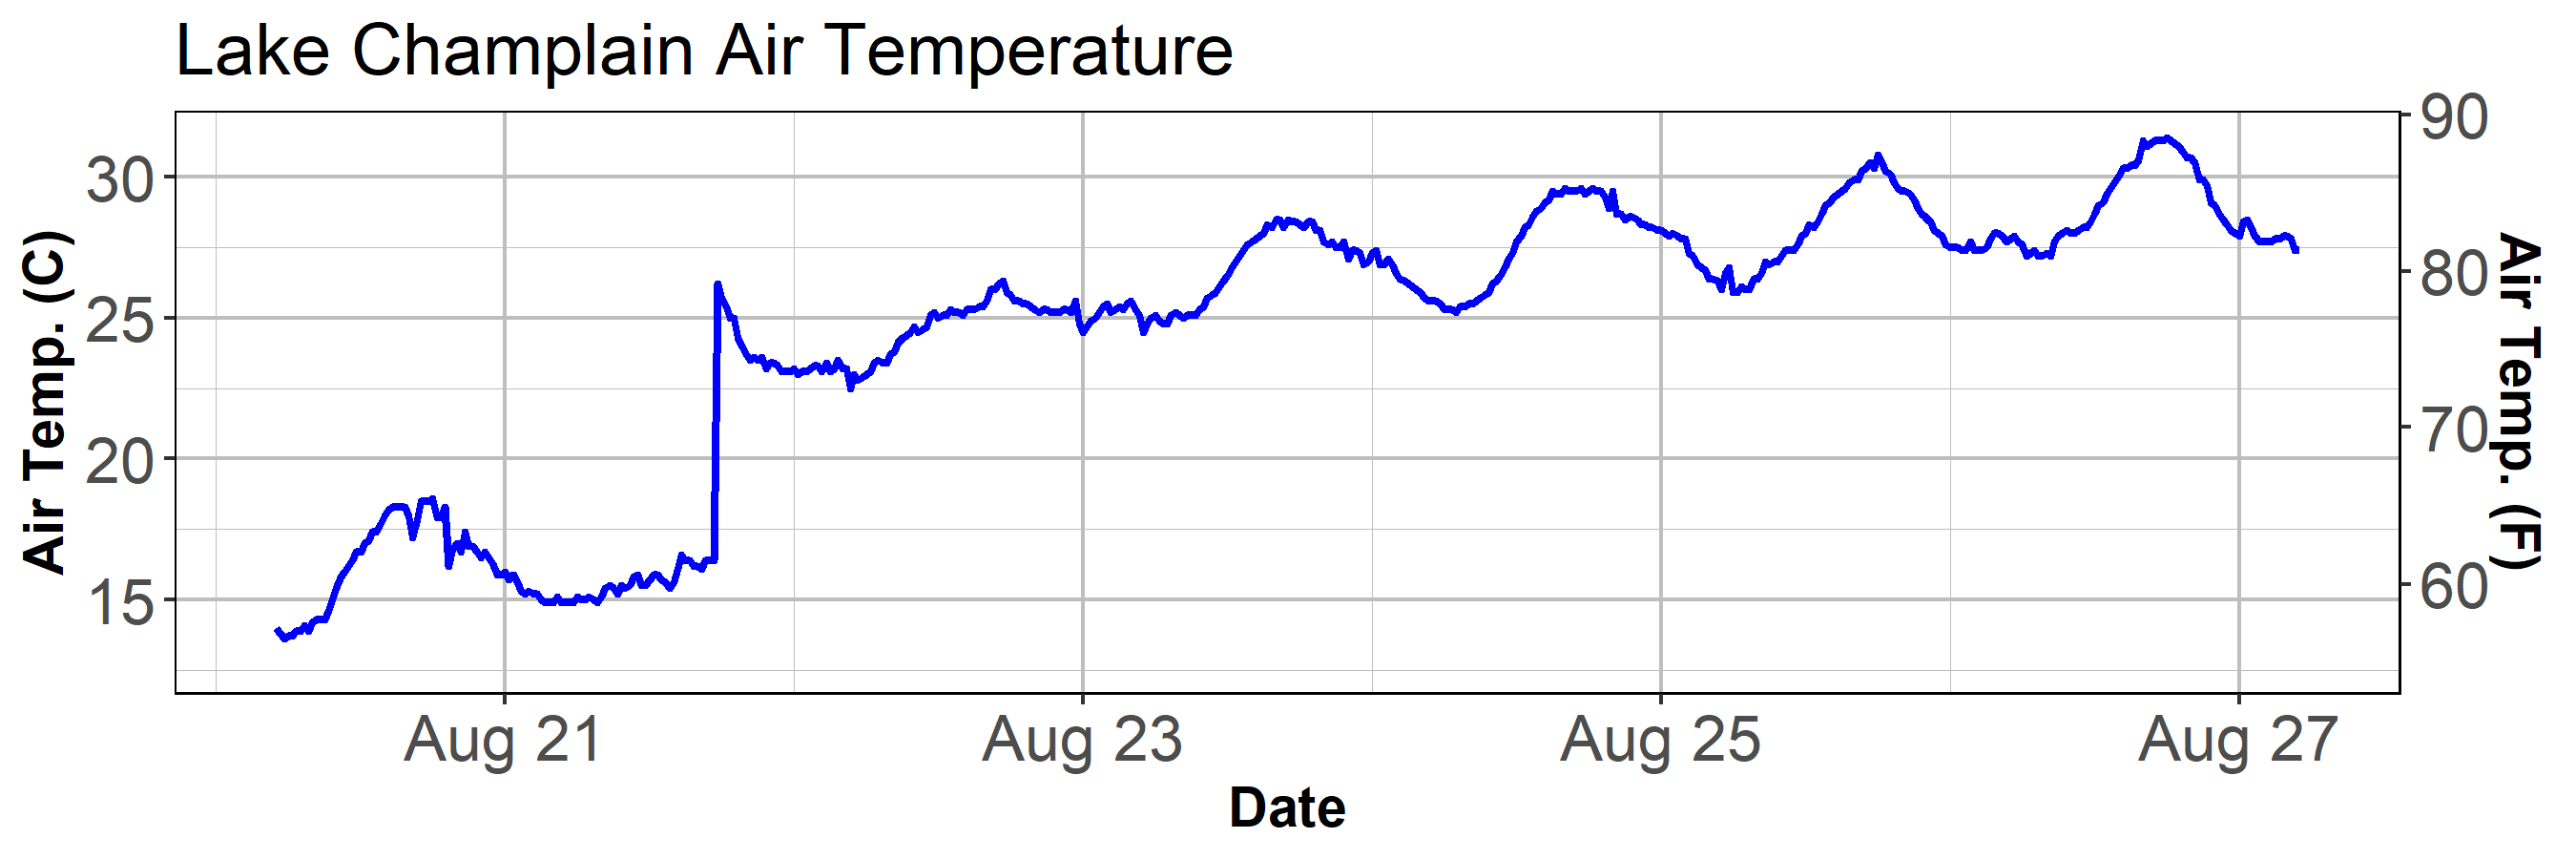 Lake Champlain Air Temperature
Air Temp. (C)
30
25
20
15
90
80
70
60
Air Temp. (F)
Aug 21
Aug 23
Aug 25
Aug 27
Date